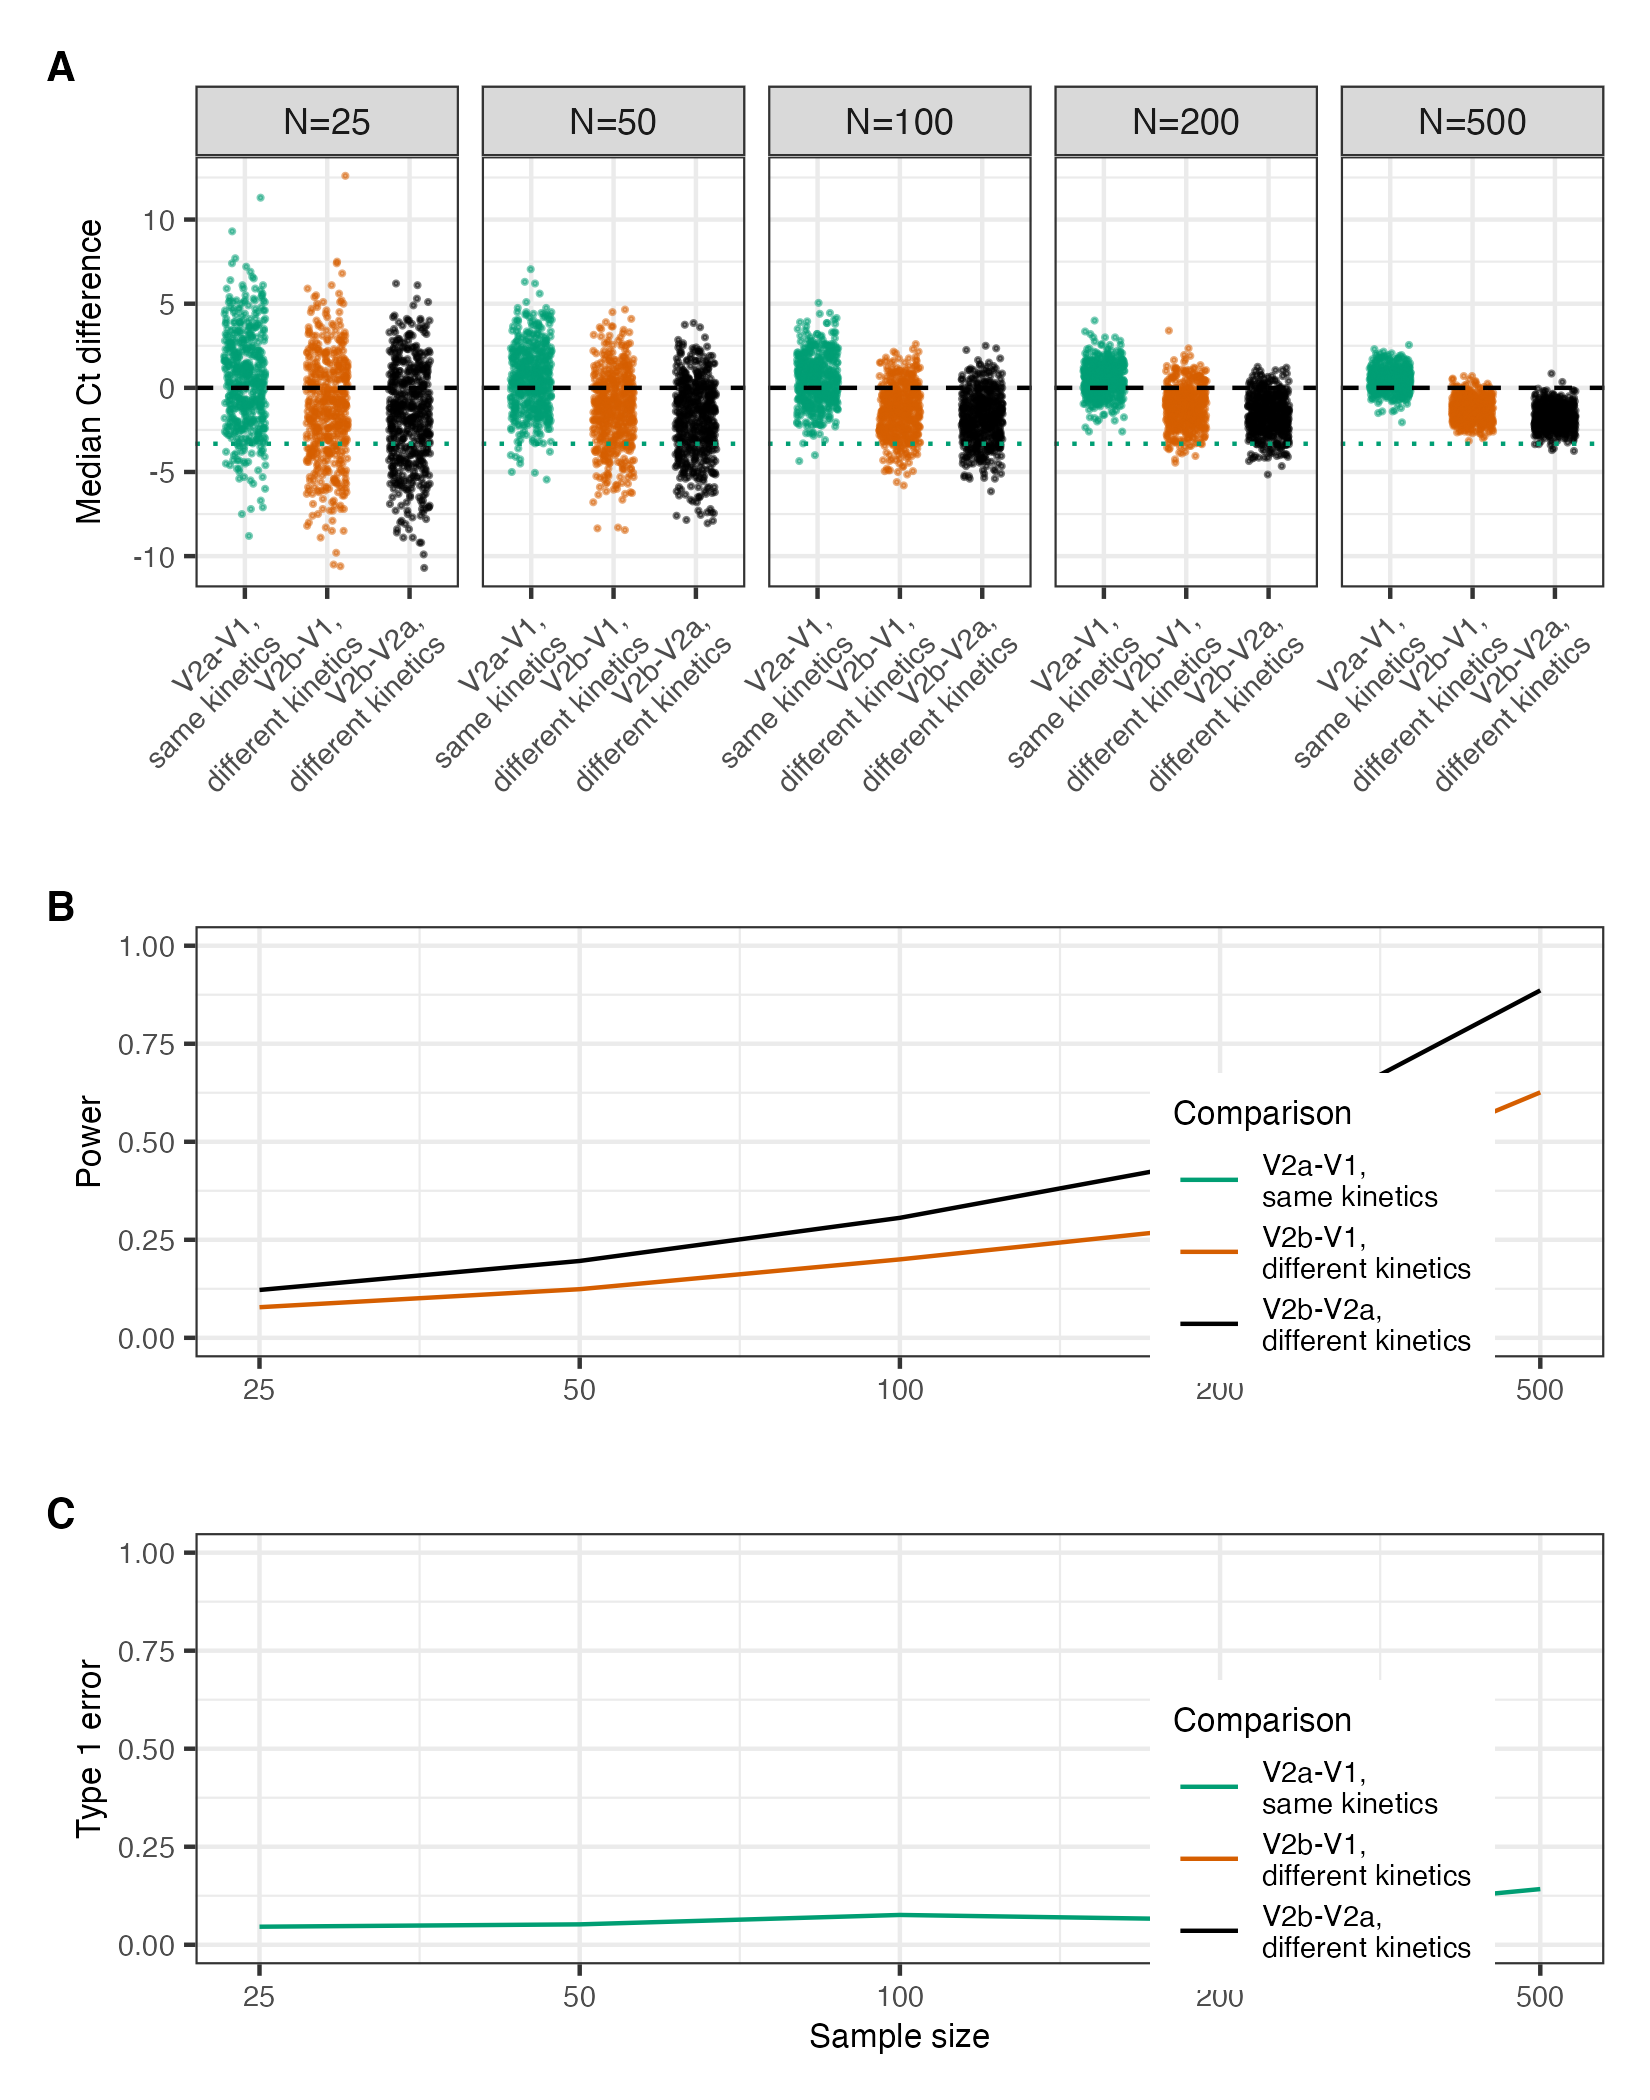 A
N=25
N=50
N=100
N=200
N=500
Median Ct difference
10
5
0
-5
-10
V2a-V1,
same kinetics
V2b-V1,
different kinetics
V2b-V2a,
different kinetics
V2a-V1,
same kinetics
V2b-V1,
different kinetics
V2b-V2a,
different kinetics
V2a-V1,
same kinetics
V2b-V1,
different kinetics
V2b-V2a,
different kinetics
V2a-V1,
same kinetics
V2b-V1,
different kinetics
V2b-V2a,
different kinetics
V2a-V1,
same kinetics
V2b-V1,
different kinetics
V2b-V2a,
different kinetics
B
Power
1.00
0.75
0.50
0.25
0.00
Comparison
V2a-V1,
same kinetics
V2b-V1,
different kinetics
V2b-V2a,
different kinetics
25
50
100
200
500
C
Type 1 error
1.00
0.75
0.50
0.25
0.00
Comparison
V2a-V1,
same kinetics
V2b-V1,
different kinetics
V2b-V2a,
different kinetics
25
50
100
200
500
Sample size